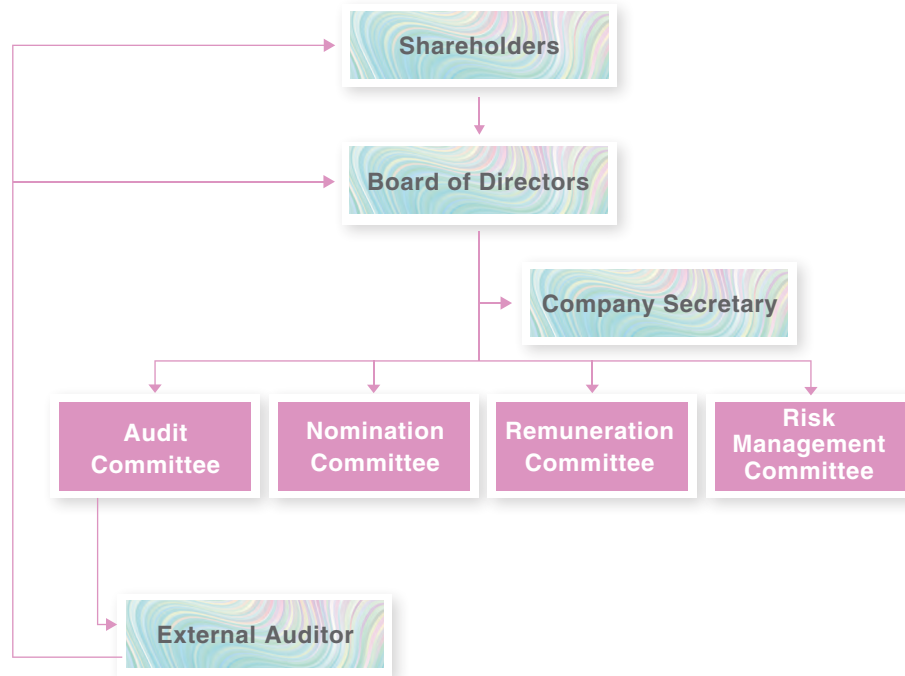 Shareholders
Board of Directors
Company Secretary
Audit
Committee
Nomination
Committee
Remuneration
Committee
Risk
Management
Committee
External Auditor